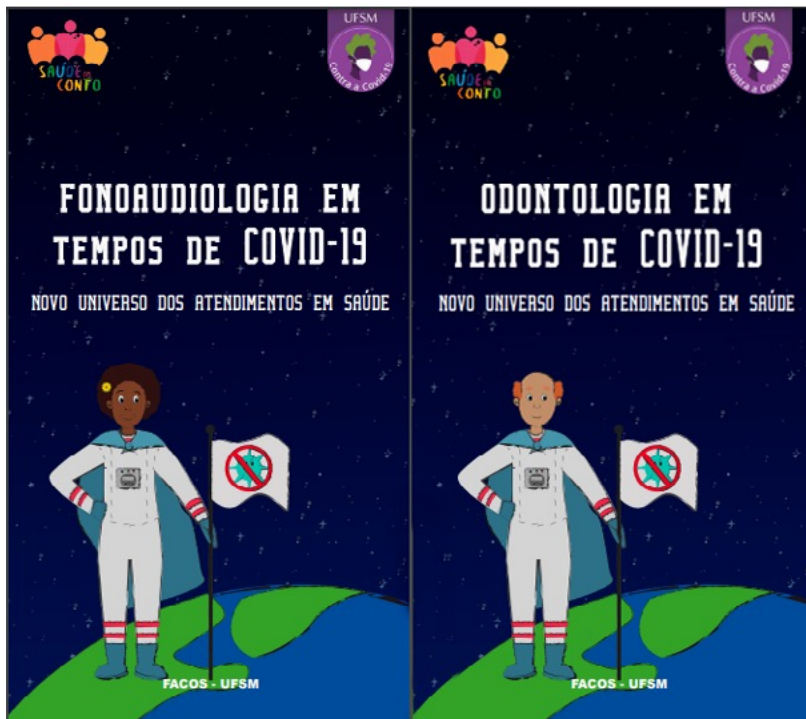 SAÚDE em
CONTO
UFSM
Contra a Covid-19
FONOAUDIOLOGIA EM
TEMPOS DE COVID-19
NOVO UNIVERSO DOS ATENDIMENTOS EM SAÚDE
FACOS - UFSM
SAÚDE em
CONTO
UFSM
Contra a Covid-19
ODONTOLOGIA EM
TEMPOS DE COVID-19
NOVO UNIVERSO DOS ATENDIMENTOS EM SAÚDE
FACOS - UFSM